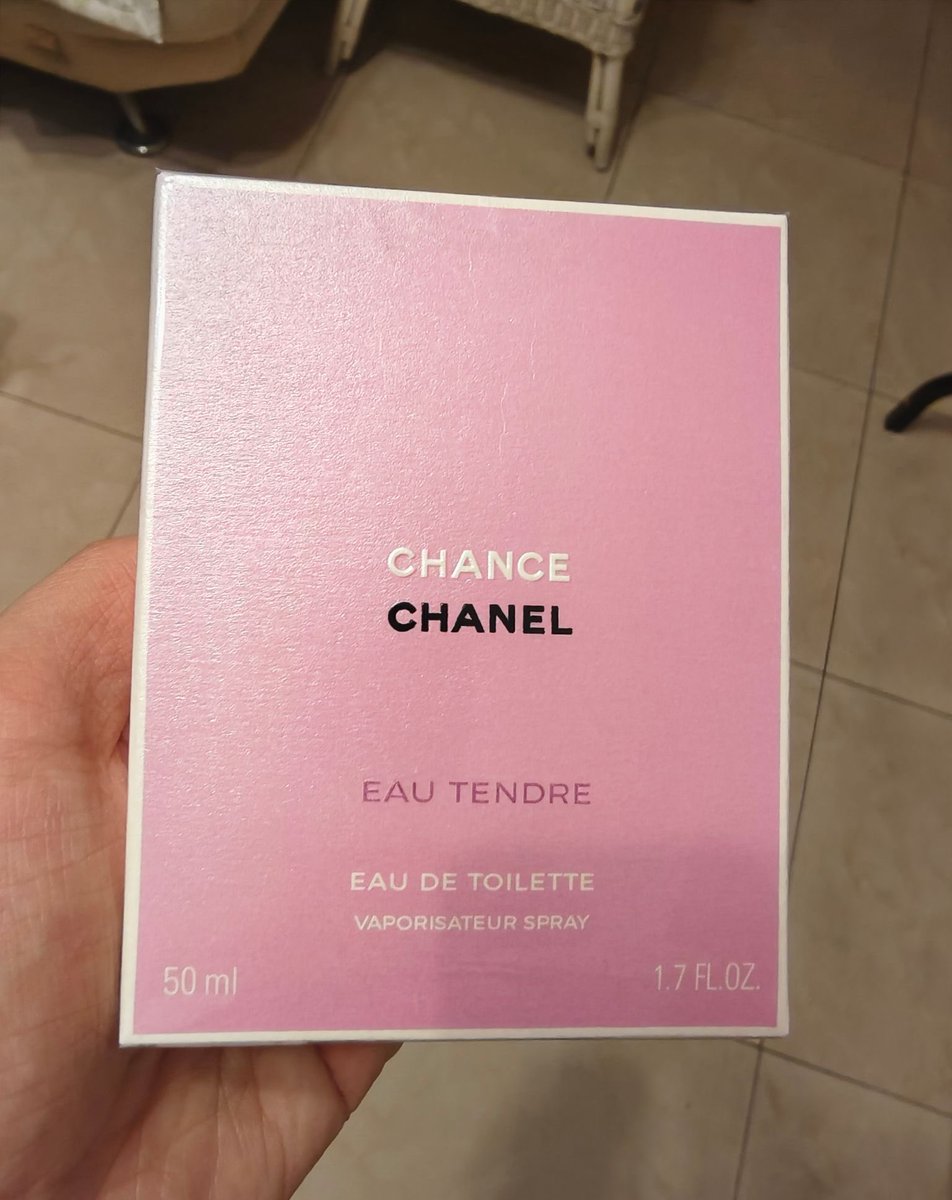 CHANCE
CHANEL
EAU TENDRE
EAU DE TOILETTE
VAPORISATEUR SPRAY
50 ml 1.7 FL.OZ.